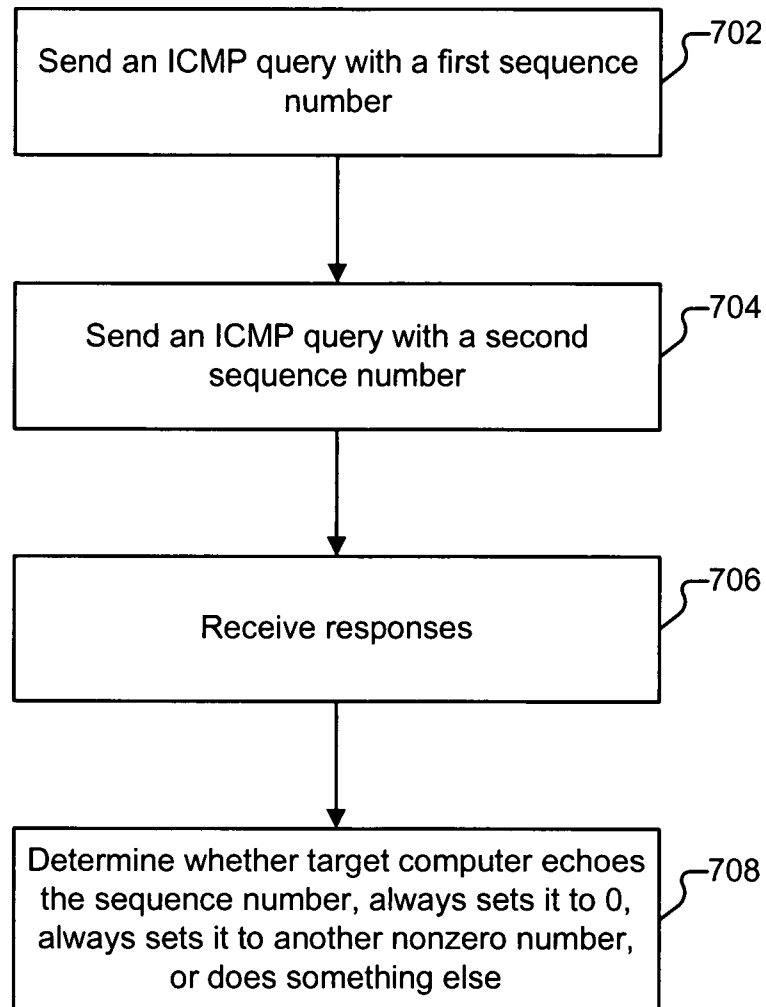 702
Send an ICMP query with a first sequence
number
704
Send an ICMP query with a second
sequence number
706
Receive responses
Determine whether target computer echoes
708
the sequence number, always sets it to 0,
always sets it to another nonzero number,
or does something else